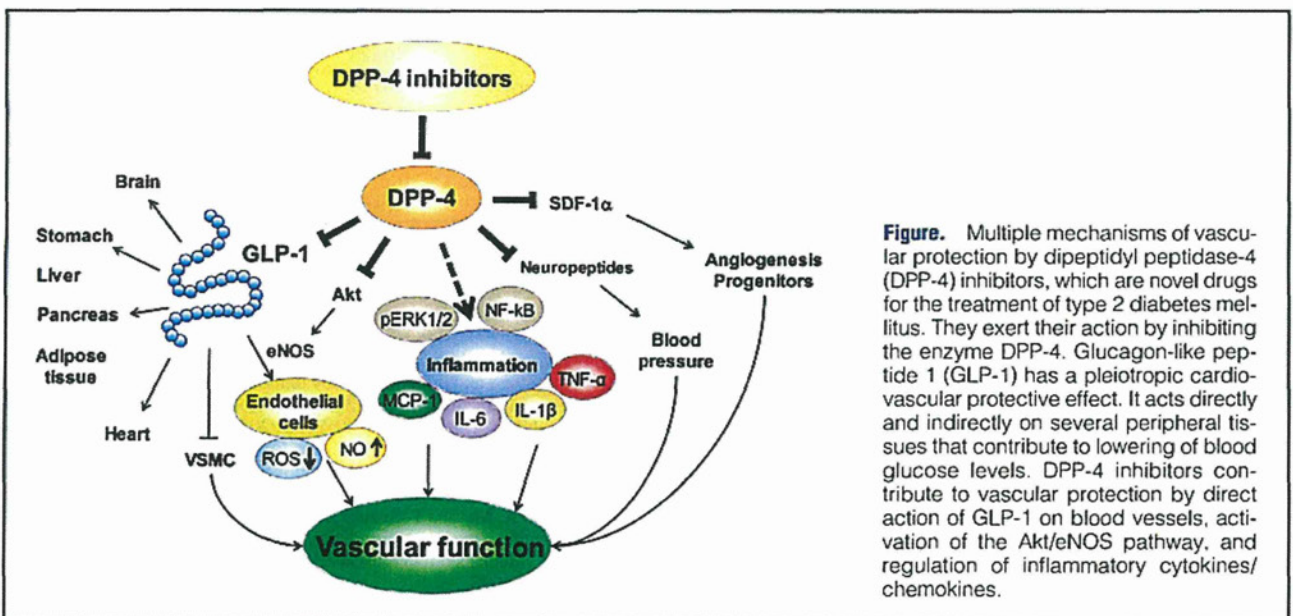 DPP-4 inhibitors
DPP-4
SDF-1α
Brain
Stomach
Liver
Pancreas
Adipose
tissue
Heart
GLP-1
Akt
eNOS
Neuropeptides
Angiogenesis
Progenitors
Blood
pressure
pERK1/2
NF-kB
Inflammation
TNF-α
MCP-1
IL-6
IL-1β
Endothelial
cells
ROS
NO
VSMC
Vascular function
Figure. Multiple mechanisms of vascu-
lar protection by dipeptidyl peptidase-4
(DPP-4) inhibitors, which are novel drugs
for the treatment of type 2 diabetes mel-
litus. They exert their action by inhibiting
the enzyme DPP-4. Glucagon-like pep-
tide 1 (GLP-1) has a pleiotropic cardio-
vascular protective effect. It acts directly
and indirectly on several peripheral tis-
sues that contribute to lowering of blood
glucose levels. DPP-4 inhibitors con-
tribute to vascular protection by direct
action of GLP-1 on blood vessels, acti-
vation of the Akt/eNOS pathway, and
regulation of inflammatory cytokines/
chemokines.